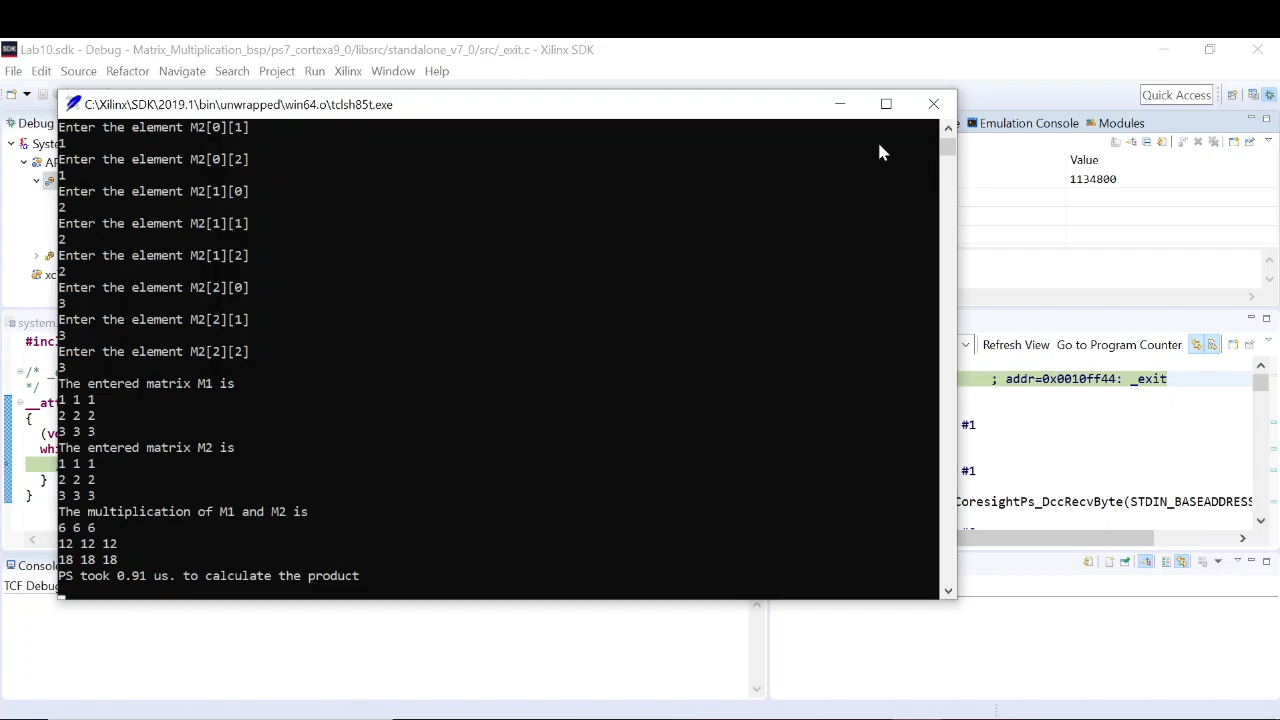 Lab10.sdk - Debug - Matrix_Multiplication_bsp/ps7_cortexa9_0/libsrc/standalone_v7_0/src/_exit.c - Xilinx SDK
File Edit Source Refactor Navigate Search Project Run Xilinx Window Help
Quick Access
C:\Xilinx\SDK\2019.1\bin\unwrapped\win64.o\tclsh85t.exe
Debug
Emulation Console
Modules
Value
1134800
Enter the element M2[0][1]
1
Enter the element M2[0][2]
1
Enter the element M2[1][0]
2
Enter the element M2[1][1]
2
Enter the element M2[1][2]
2
Enter the element M2[2][0]
3
Enter the element M2[2][1]
3
Enter the element M2[2][2]
3
The entered matrix M1 is
1 1 1
2 2 2
3 3 3
The entered matrix M2 is
1 1 1
2 2 2
3 3 3
The multiplication of M1 and M2 is
6 6 6
12 12 12
18 18 18
PS took 0.91 us. to calculate the product
system
#inc
/* _
*/
__at
{
(vo
whi
}
}
Refresh View Go to Program Counter
; addr=0x0010ff44: _exit
#1
#1
CoresightPs_DccRecvByte(STDIN_BASEADDRESS
Console
TCF Debug